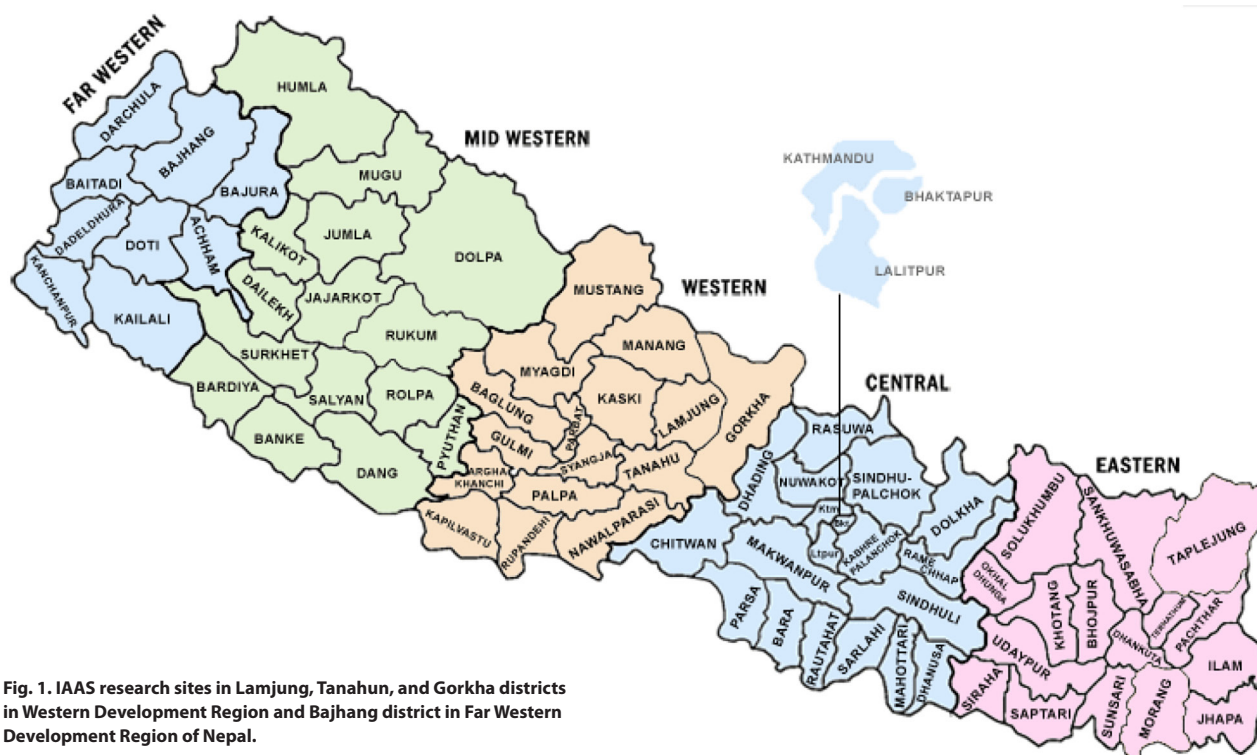 FAR WESTERN
DARCHULA
BAJHANG
BAITADI
BAJURA
DADELDHURA
DOTI
ACHHAM
KANCHANPUR
KAILALI
HUMLA
MID WESTERN
MUGU
KALIKOT
JUMLA
DOLPA
DAILEKH
JAJARKOT
RUKUM
SURKHET
BARDIYA
SALYAN
ROLPA
BANKE
DANG
PYUTHAN
WESTERN
MUSTANG
MANANG
MYAGDI
BAGLUNG
PARBAT
KASKI
LAMJUNG
GORKHA
GULMI
SYANGJA
TANAHU
ARGHA
KHANCHI
PALPA
KAPILVASTU
RUPANDEHI
NAWALPARASI
KATHMANDU
BHAKTAPUR
LALITPUR
CENTRAL
RASUWA
DHADING
NUWAKOT
SINDHU-
PALCHOK
DOLKHA
Ktm
Bkt
Ltpur
KABHRE
PALANCHOK
RAME
CHHAP
CHITWAN
MAKWANPUR
SINDHULI
PARSA
BARA
RAUTAHAT
SARLAHI
MAHOTTARI
DHANUSA
EASTERN
SOLUKHUMBU
SANKHUWASABHA
TAPLEJUNG
OKHAL
DHUNGA
KHOTANG
BHOJPUR
TERHATHUM
PACHTHAR
DHANKUTA
UDAYPUR
ILAM
SIRAHA
SAPTARI
SUNSARI
MORANG
JHAPA
Fig. 1. IAAS research sites in Lamjung, Tanahun, and Gorkha districts
in Western Development Region and Bajhang district in Far Western
Development Region of Nepal.